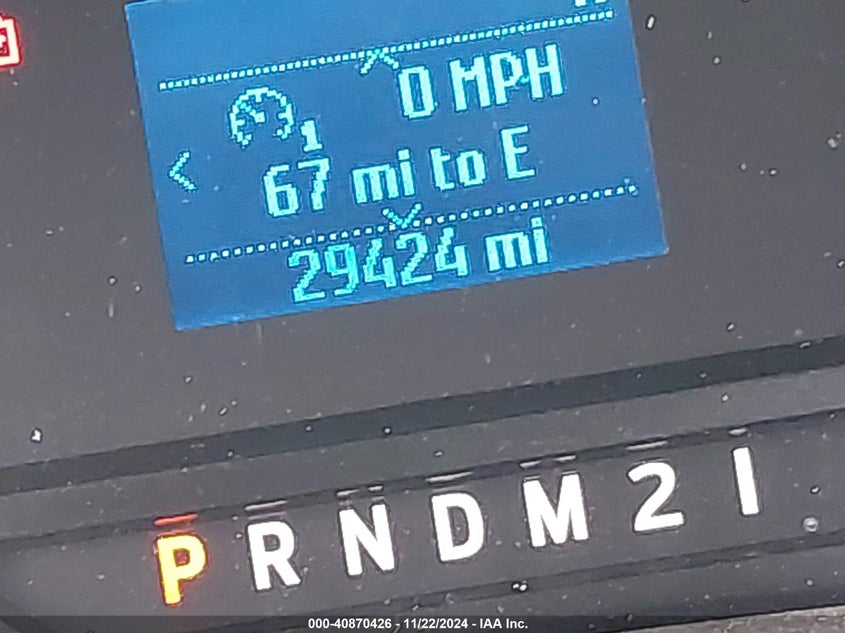 0 MPH
1
67 mi to E
29424 mi
P R N D M 2 1
000-40870426 - 11/22/2024 - IAA Inc.